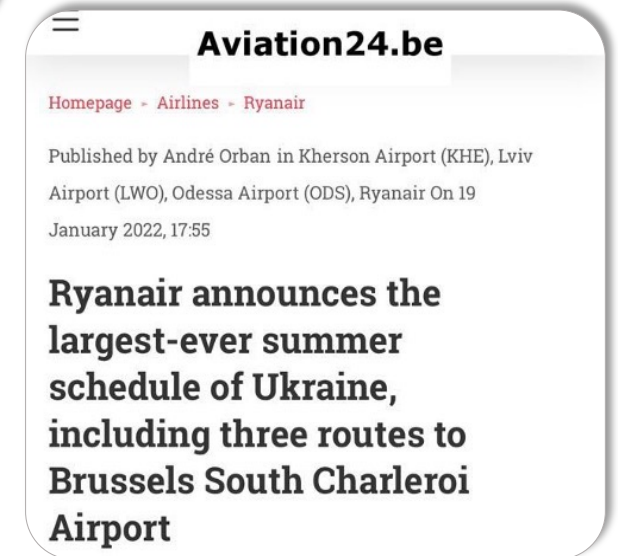 Aviation24.be
Homepage - Airlines - Ryanair
Published by André Orban in Kherson Airport (KHE), Lviv
Airport (LWO), Odessa Airport (ODS), Ryanair On 19
January 2022, 17:55
Ryanair announces the
largest-ever summer
schedule of Ukraine,
including three routes to
Brussels South Charleroi
Airport